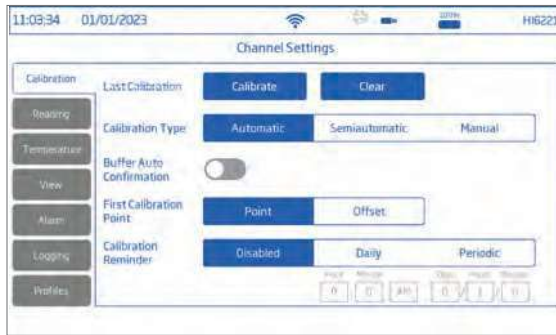 11:03:34 01/01/2023 HI6221
Channel Settings
Calibration
Last Calibration Calibrate Clear
Reading
Calibration Type Automatic Semiautomatic Manual
Temperature
Buffer Auto
Confirmation
View
First Calibration
Point Point Offset
Alarm
Calibration
Reminder Disabled Daily Periodic
Logging
Profiles 0 0 AM 0 / 1 / 0